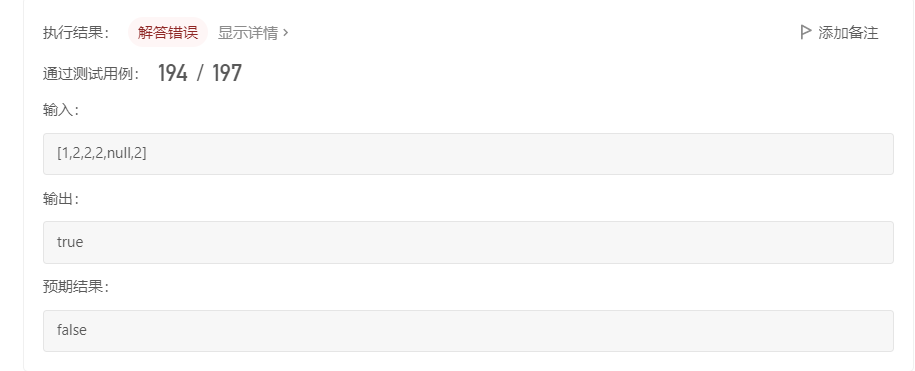 执行结果： 解答错误 显示详情 › 添加备注
通过测试用例： 194 / 197
输入：
[1,2,2,2,null,2]
输出：
true
预期结果：
false